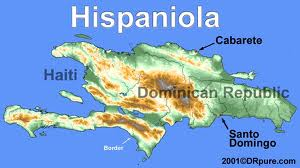 Hispaniola
Cabarete
Haiti
Dominican Republic
Santo
Domingo
Border
2001©DRpure.com